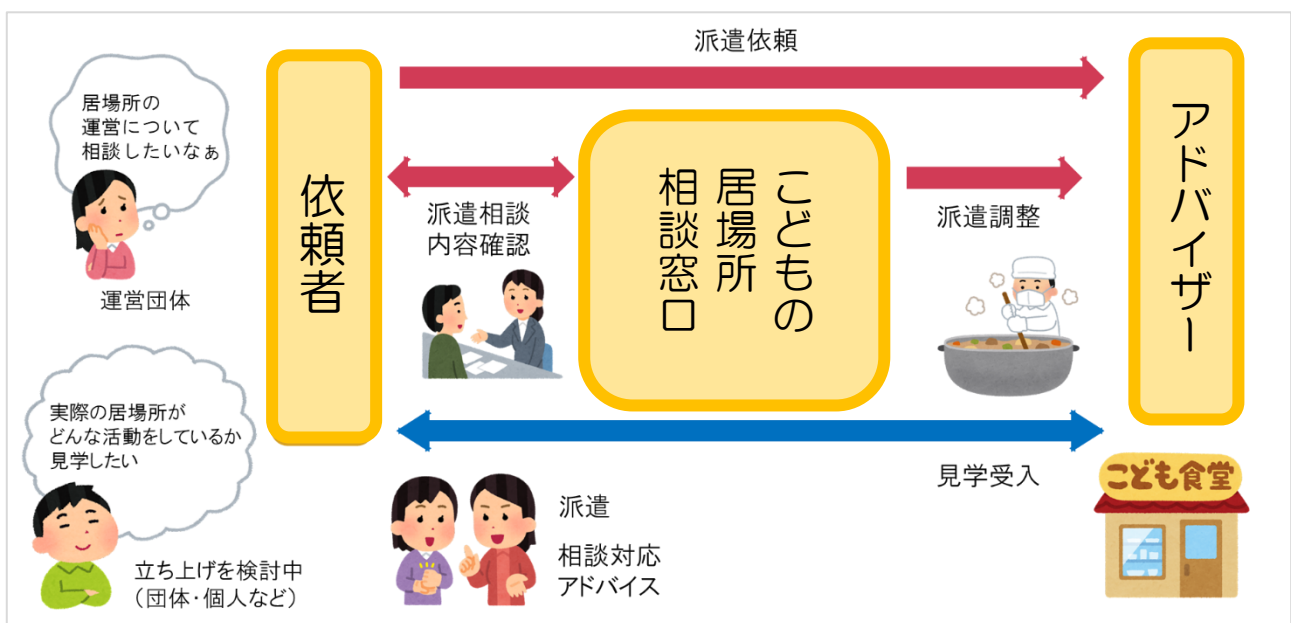 派遣依頼
居場所の
運営について
相談したいなぁ
運営団体
依頼者
派遣相談
内容確認
こどもの
居場所
相談窓口
派遣調整
アドバイザー
実際の居場所が
どんな活動をしているか
見学したい
立ち上げを検討中
（団体・個人など）
派遣
相談対応
アドバイス
見学受入
こども食堂